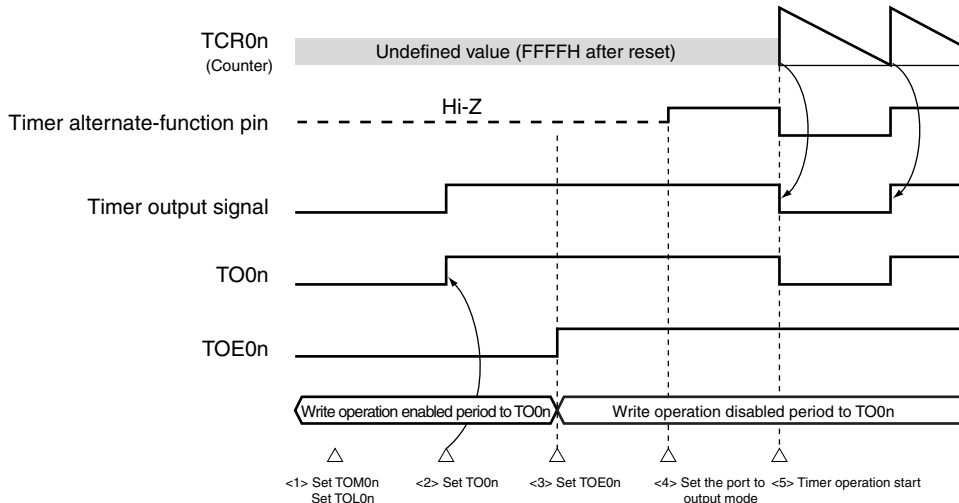 TCR0n
(Counter)
Undefined value (FFFFH after reset)
Timer alternate-function pin
Hi-Z
Timer output signal
TO0n
TOE0n
Write operation enabled period to TO0n
Write operation disabled period to TO0n
<1> Set TOM0n
Set TOL0n
<2> Set TO0n
<3> Set TOE0n
<4> Set the port to
output mode
<5> Timer operation start